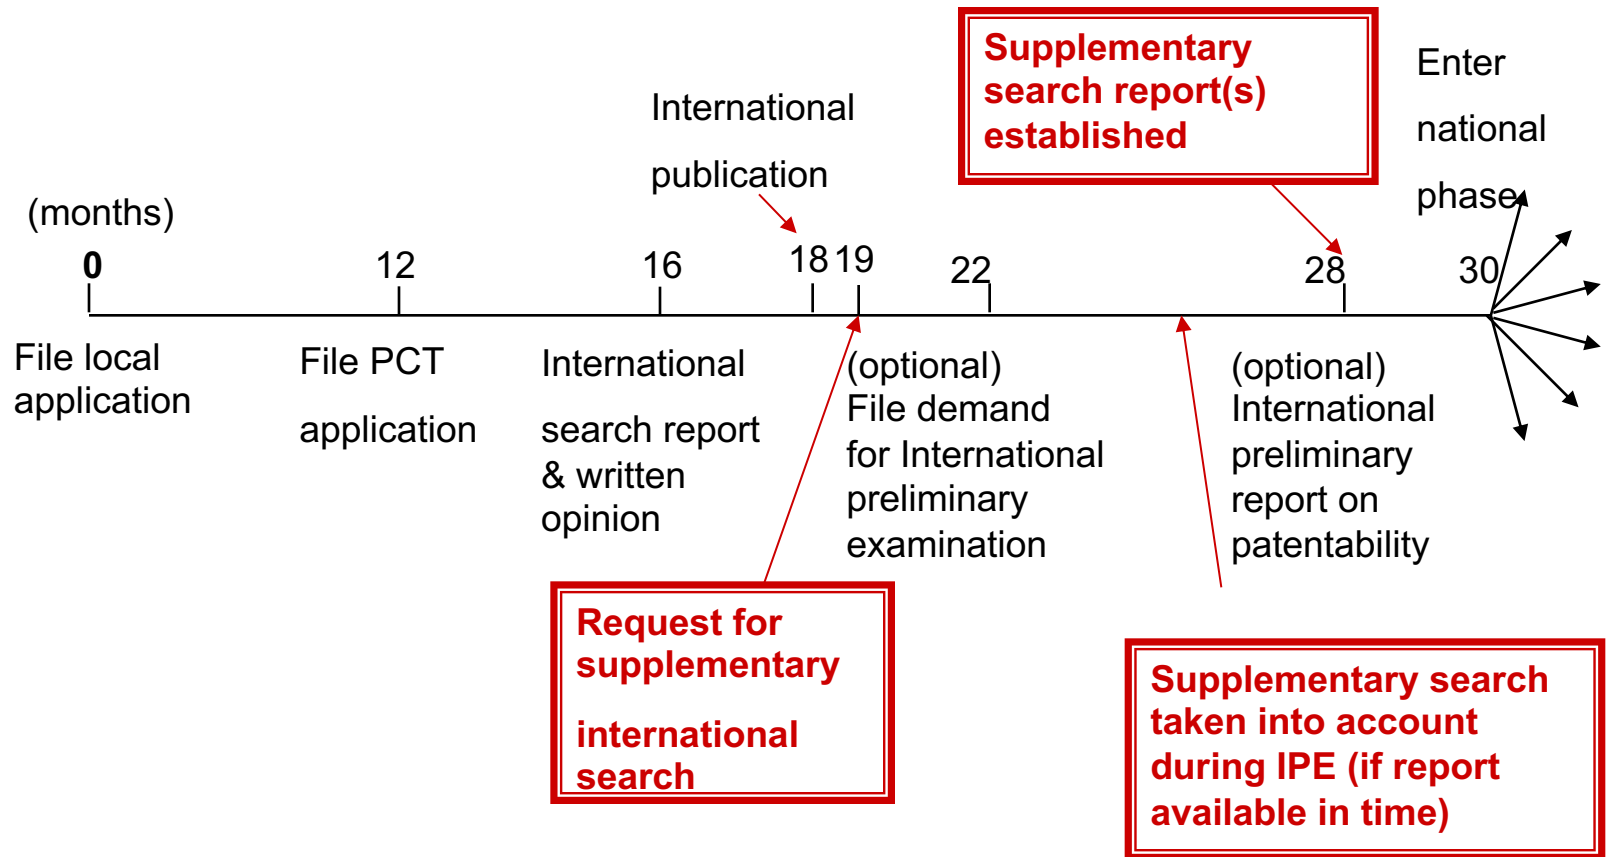 Supplementary
search report(s)
established
Enter
national
phase
International
publication
(months)
0
12
16
18
19
22
28
30
File local
application
File PCT
application
International
search report
& written
opinion
(optional)
File demand
for International
preliminary
examination
(optional)
International
preliminary
report on
patentability
Request for
supplementary
international
search
Supplementary search
taken into account
during IPE (if report
available in time)